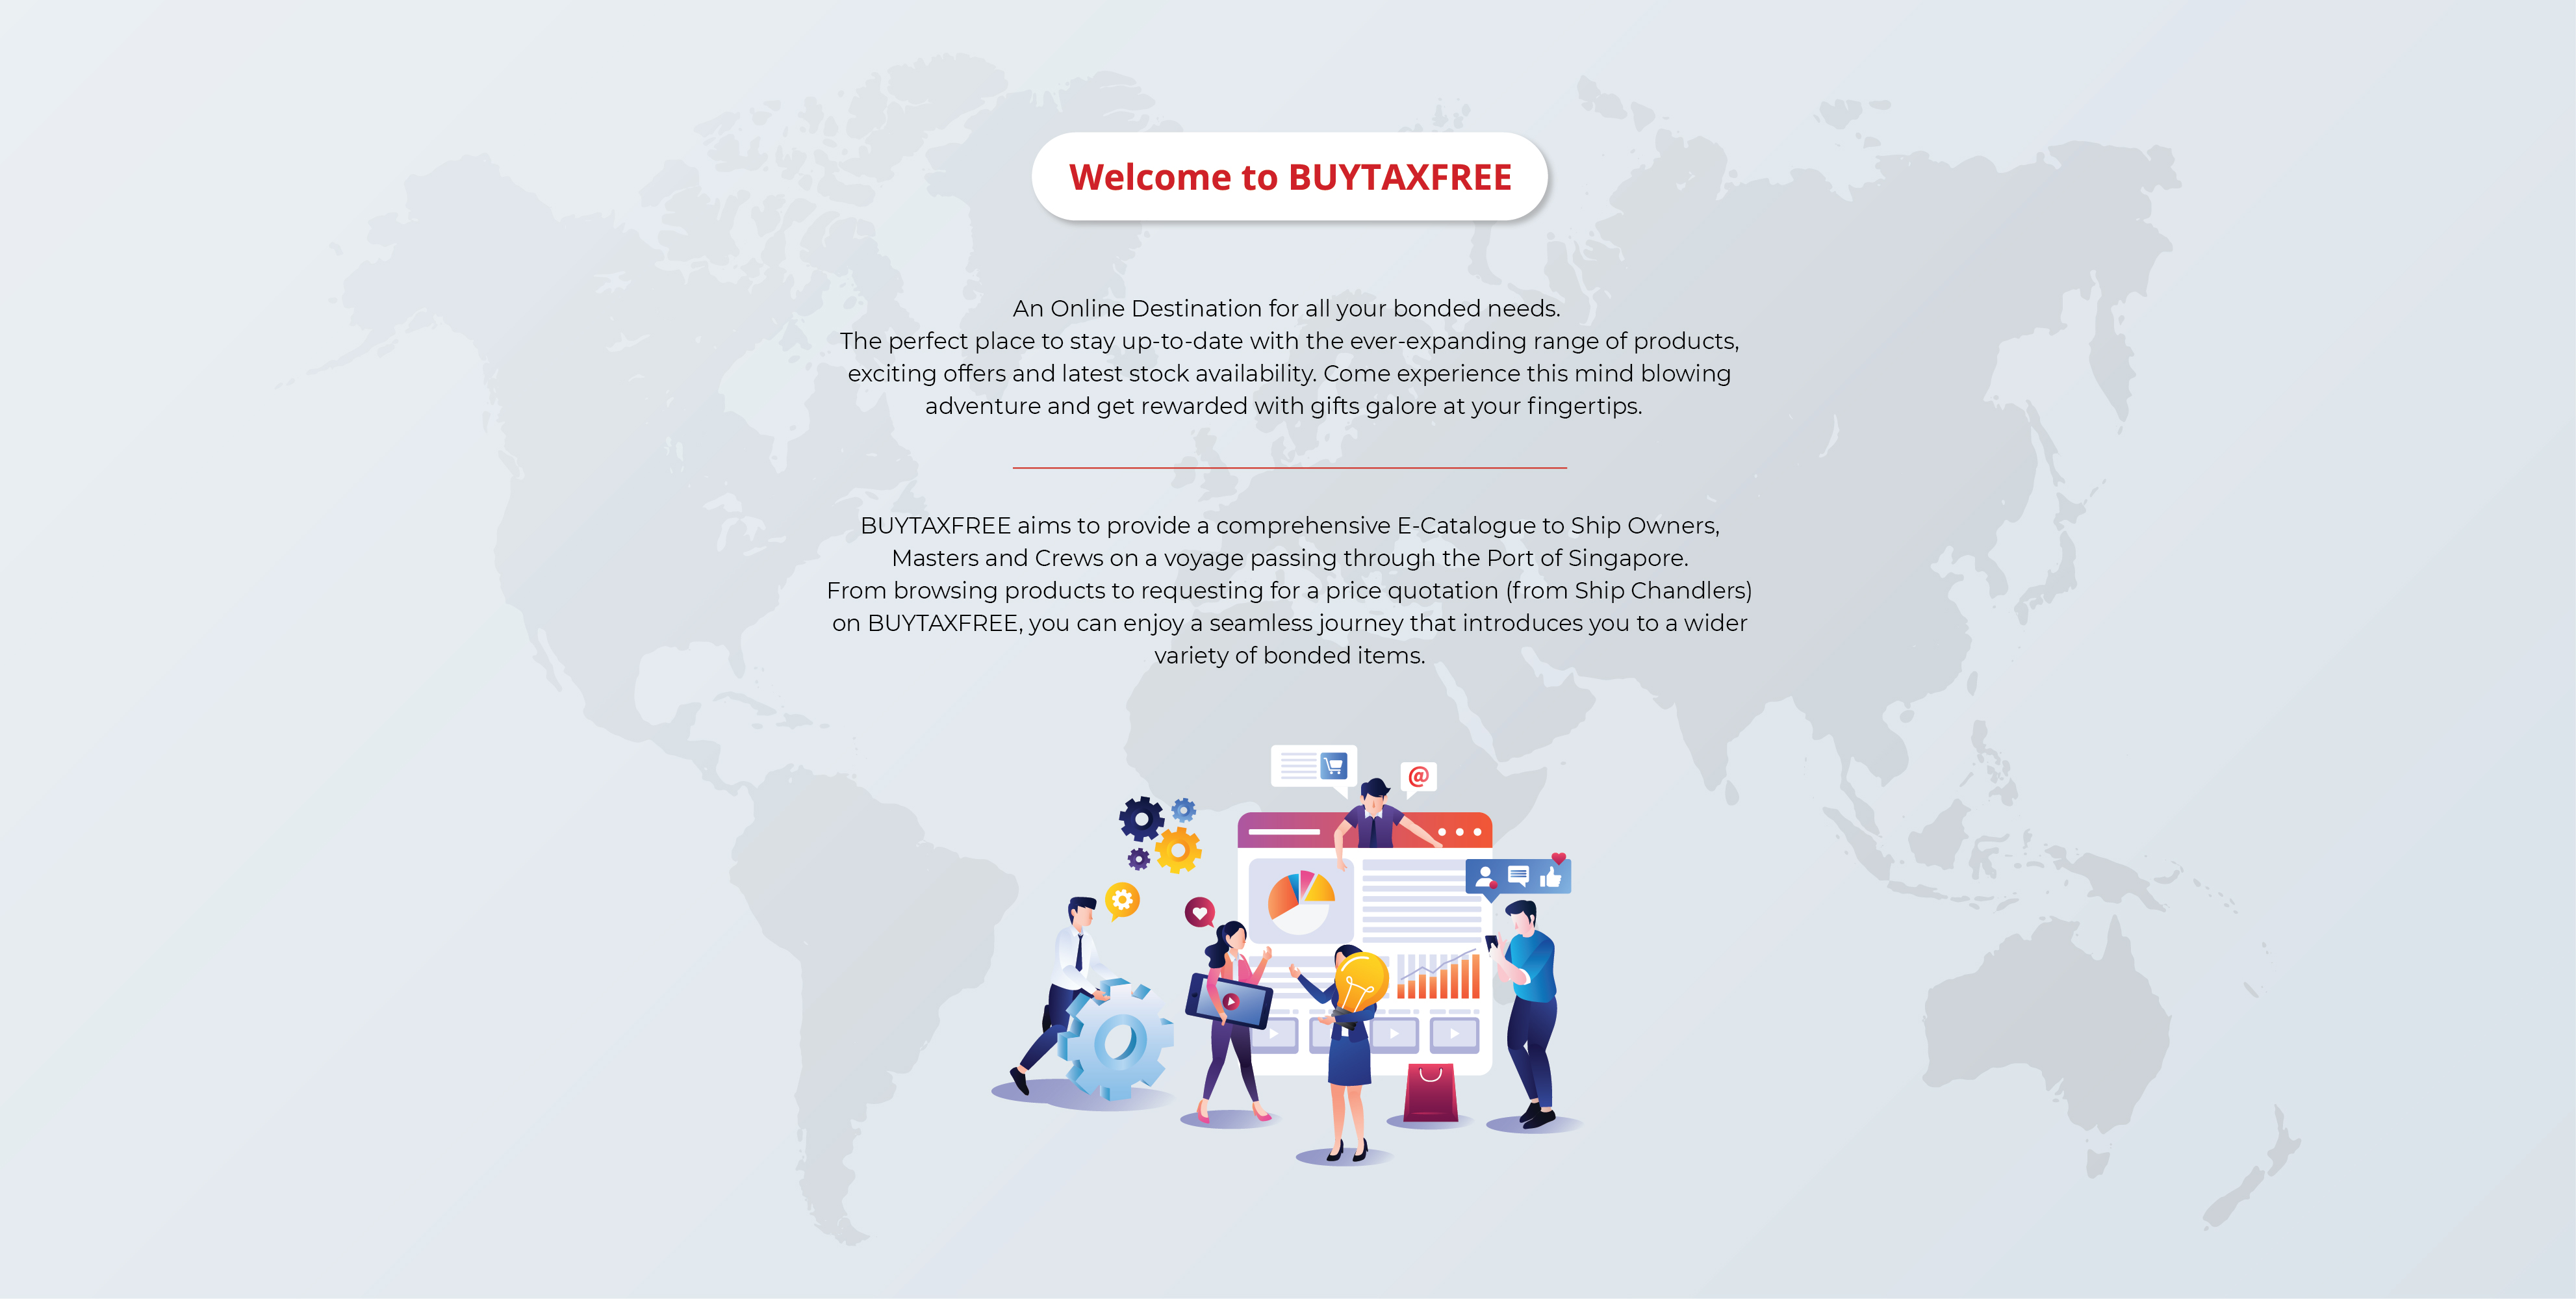 Welcome to BUYTAXFREE
An Online Destination for all your bonded needs.
The perfect place to stay up-to-date with the ever-expanding range of products,
exciting offers and latest stock availability. Come experience this mind blowing
adventure and get rewarded with gifts galore at your fingertips.
BUYTAXFREE aims to provide a comprehensive E-Catalogue to Ship Owners,
Masters and Crews on a voyage passing through the Port of Singapore.
From browsing products to requesting for a price quotation (from Ship Chandlers)
on BUYTAXFREE, you can enjoy a seamless journey that introduces you to a wider
variety of bonded items.
@